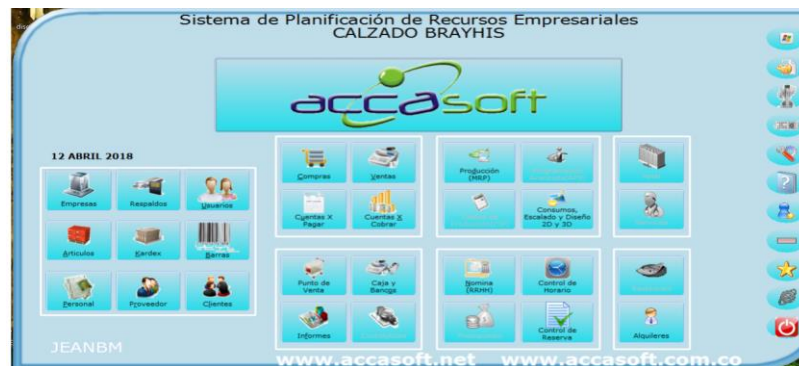 Sistema de Planificación de Recursos Empresariales
CALZADO BRAYHIS
accasoft
12 ABRIL 2018
Empresas
Respaldos
Usuarios
Articulos
Kardex
Barras
Personal
Proveedor
Clientes
Compras
Ventas
Cuentas X
Pagar
Cuentas X
Cobrar
Producción
(MRP)
Consumos,
Escalado y Diseño
2D y 3D
Punto de
Venta
Caja y
Bancos
Informes
Nomina
(RRHH)
Control de
Horario
Control de
Reserva
Alquileres
JEANBM
www.accasoft.net www.accasoft.com.co